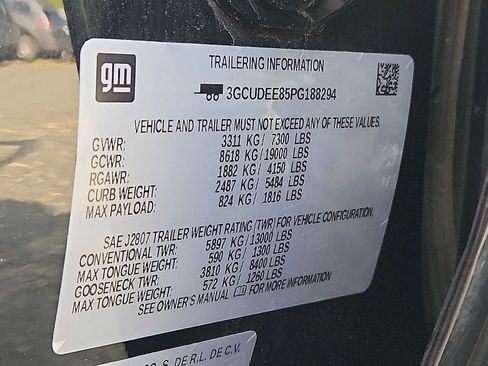 gm
TRAILERING INFORMATION
3GCUDEE85PG188294
VEHICLE AND TRAILER MUST NOT EXCEED ANY OF THESE VALUES.
GVWR: 3311 KG / 7300 LBS
GCWR: 8618 KG / 19000 LBS
RGAWR: 1882 KG / 4150 LBS
CURB WEIGHT: 2487 KG / 5484 LBS
MAX PAYLOAD: 824 KG / 1816 LBS
SAE J2807 TRAILER WEIGHT RATING (TWR) FOR VEHICLE CONFIGURATION.
CONVENTIONAL TWR: 5897 KG / 13000 LBS
MAX TONGUE WEIGHT: 590 KG / 1300 LBS
GOOSENECK TWR: 3810 KG / 8400 LBS
MAX TONGUE WEIGHT: 572 KG / 1260 LBS
SEE OWNER'S MANUAL FOR MORE INFORMATION
S. DE R.L. DE C.V.